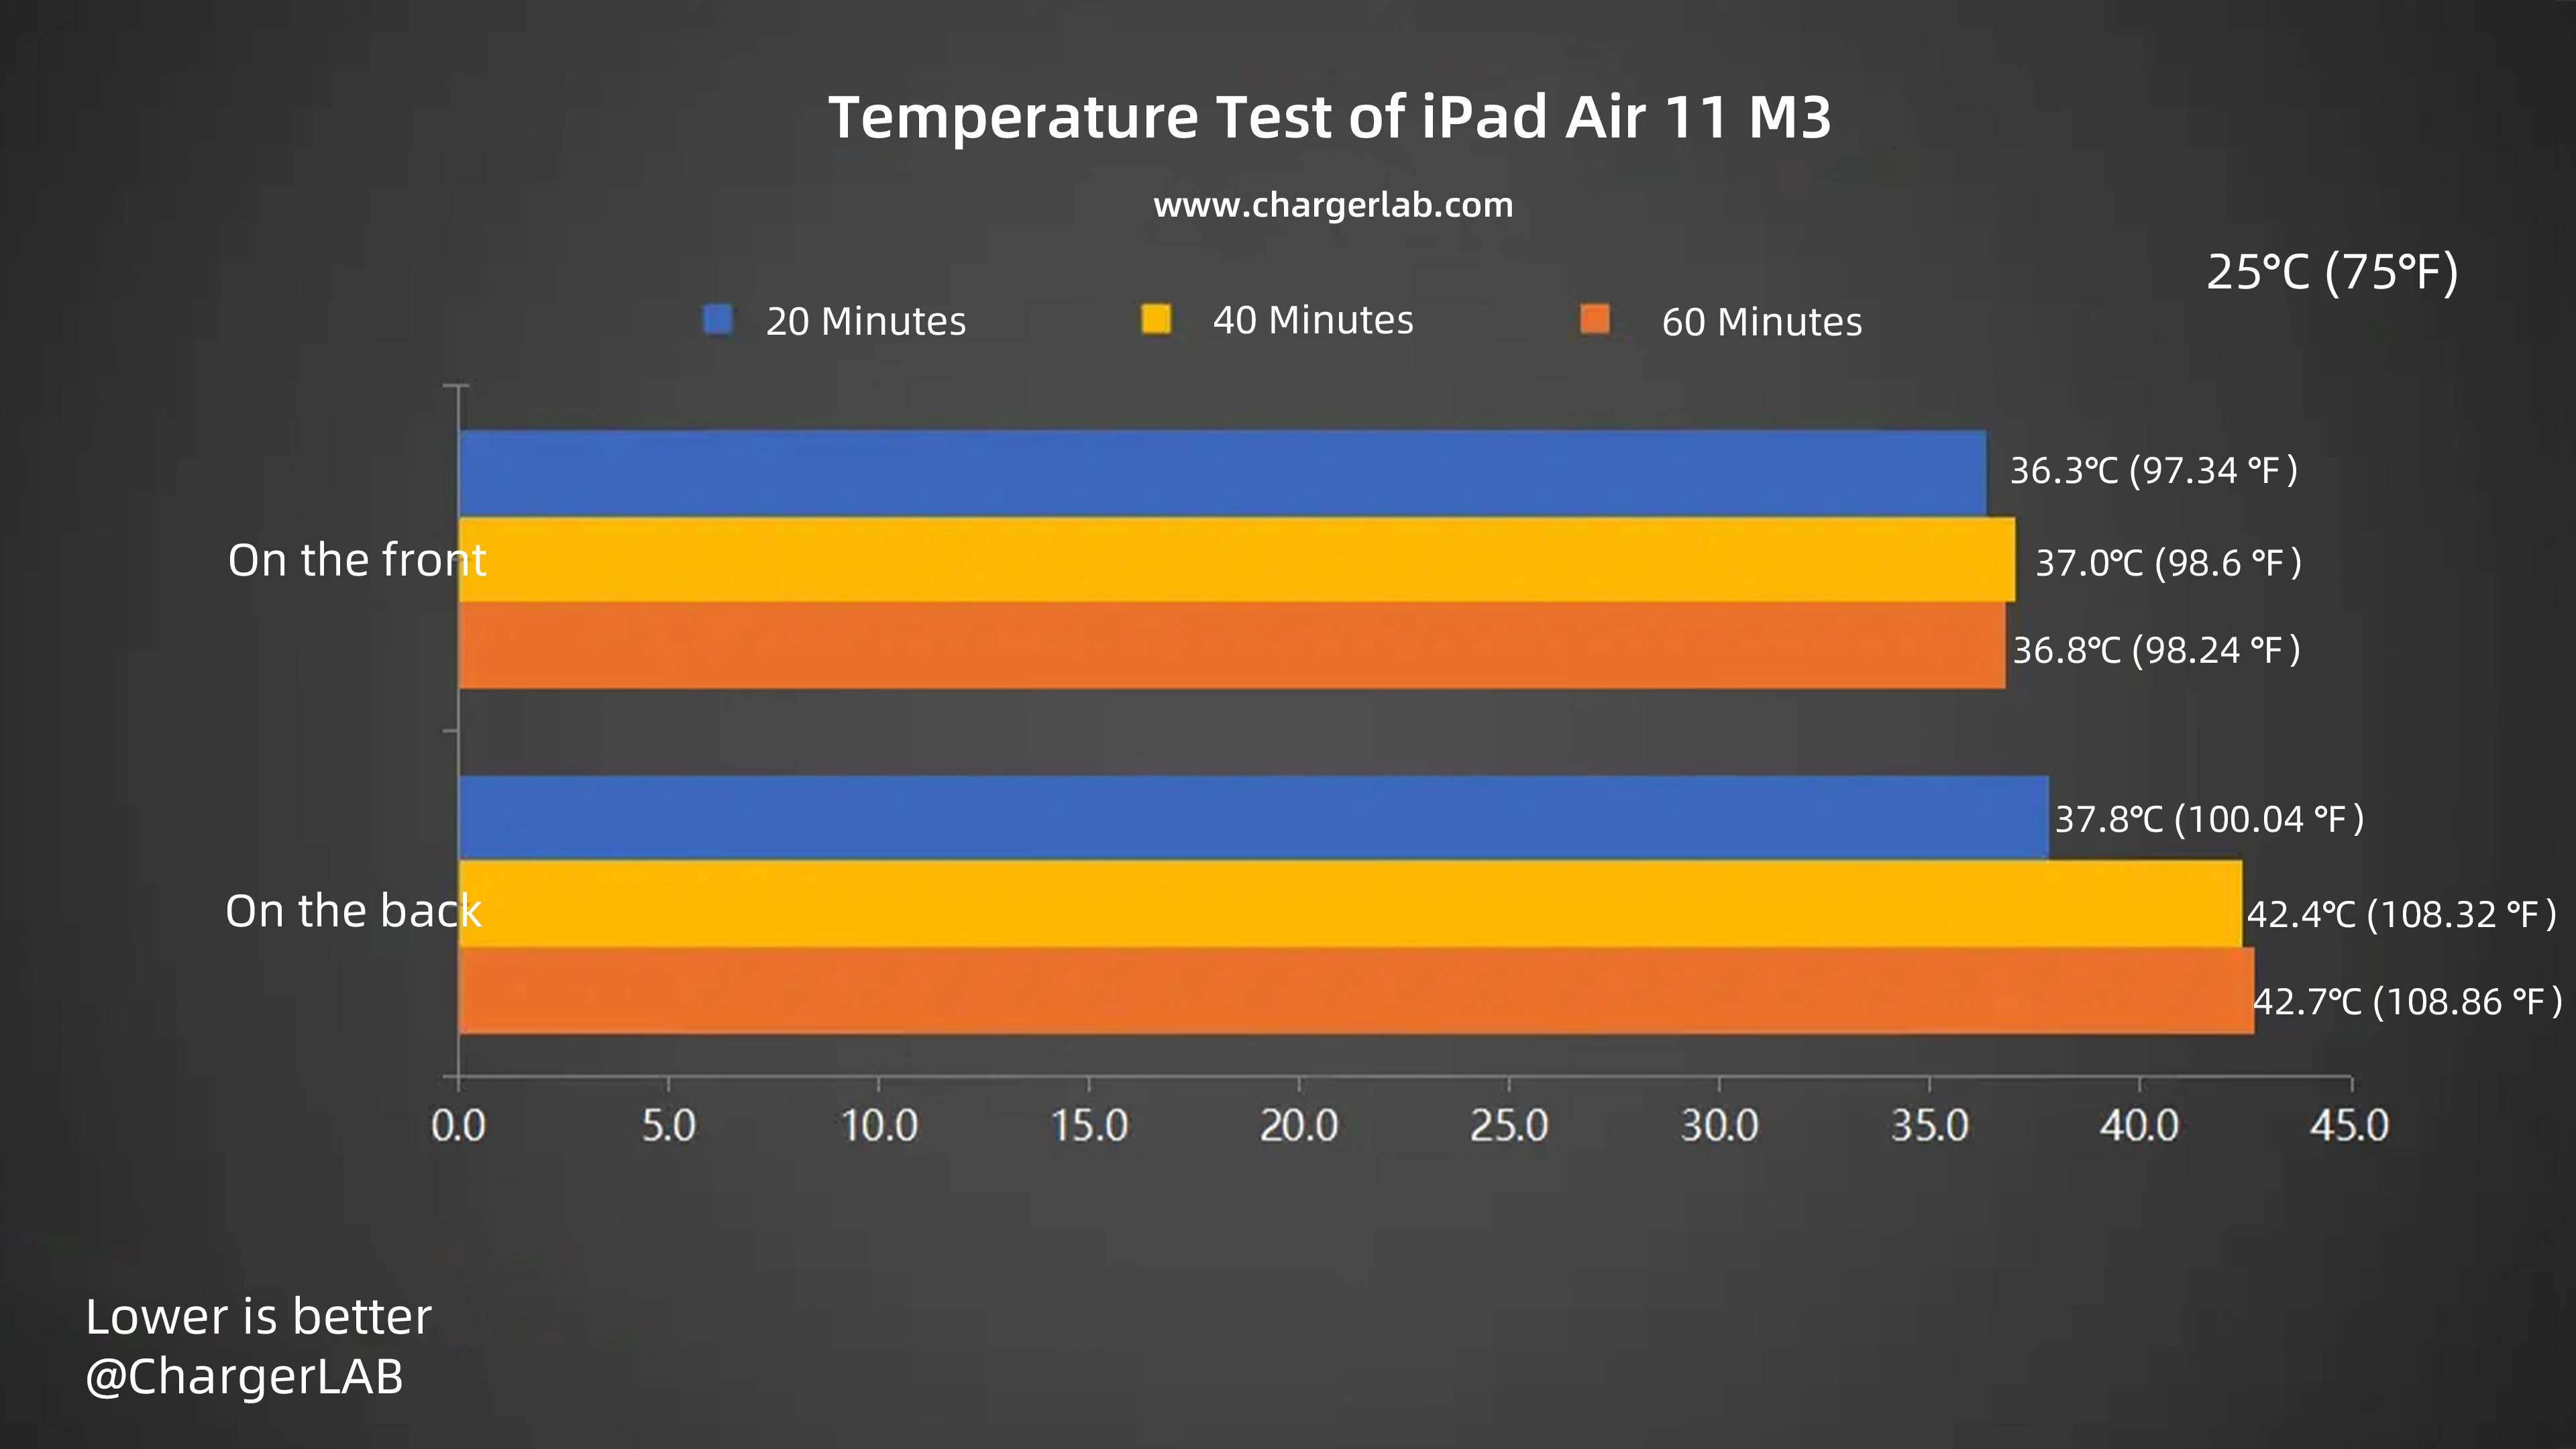 Temperature Test of iPad Air 11 M3
www.chargerlab.com
25℃ (75℉)
20 Minutes
40 Minutes
60 Minutes
36.3℃ (97.34 ℉)
On the front
37.0℃ (98.6 ℉)
36.8℃ (98.24 ℉)
37.8℃ (100.04 ℉)
On the back
42.4℃ (108.32 ℉)
42.7℃ (108.86 ℉)
0.0 5.0 10.0 15.0 20.0 25.0 30.0 35.0 40.0 45.0
Lower is better
@ChargerLAB